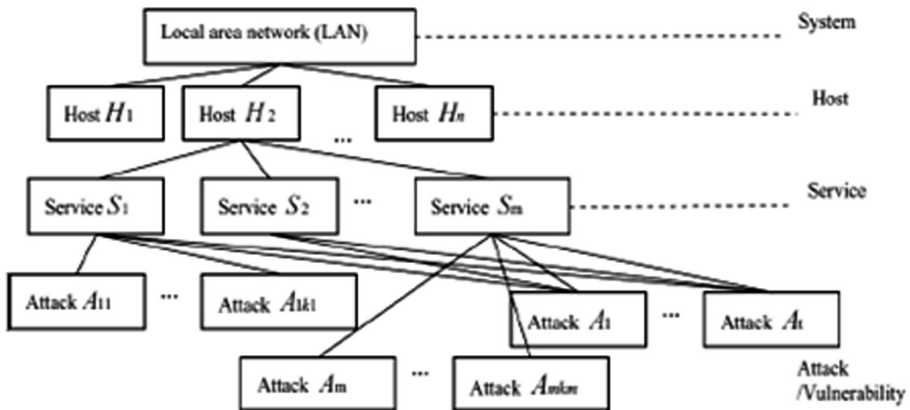 Local area network (LAN)
System
Host H1
Host H2
...
Host Hn
Host
Service S1
Service S2
...
Service Sm
Service
Attack A11
...
Attack A1k1
Attack A1
...
Attack At
Attack Am
...
Attack Amkm
Attack
/Vulnerability